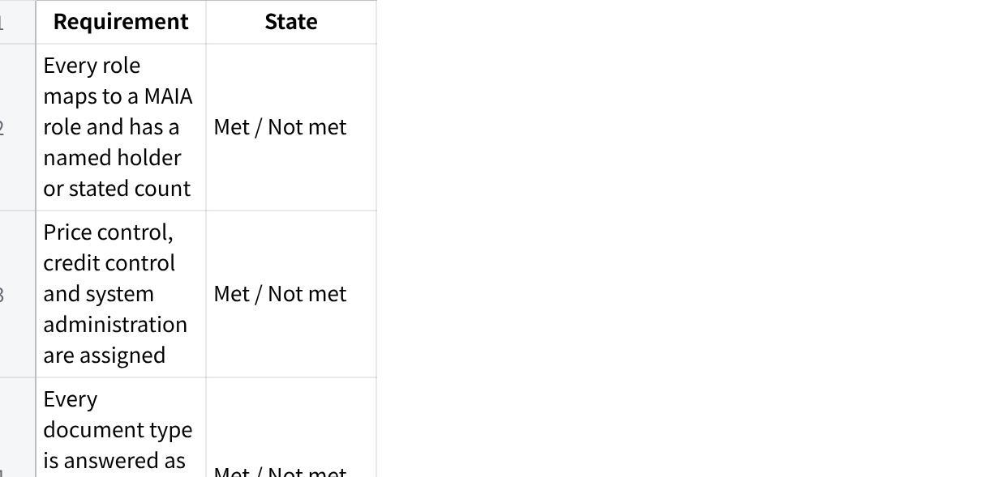 1 Requirement State
2 Every role
maps to a MAIA
role and has a
named holder
or stated count
Met / Not met
3 Price control,
credit control
and system
administration
are assigned
Met / Not met
Every
document type
is answered as
Met / Not met